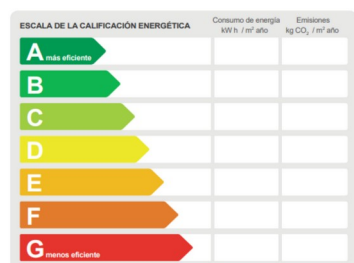 ESCALA DE LA CALIFICACIÓN ENERGÉTICA
Consumo de energía
kW h / m² año
Emisiones
kg CO₂ / m² año
A más eficiente
B
C
D
E
F
G menos eficiente